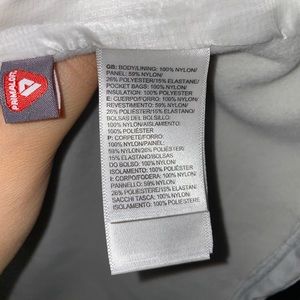 PRIMALOFT
GB: BODY/LINING: 100% NYLON/
PANEL: 59% NYLON/
26% POLYESTER/15% ELASTANE/
POCKET BAGS: 100% NYLON/
INSULATION: 100% POLYESTER
E: CUERPO/FORRO: 100% NYLON/
REVESTIMIENTO: 59% NYLON/
26% POLIÉSTER/15% ELASTANO/
BOLSAS DEL BOLSILLO:
100% NYLON/AISLAMIENTO:
100% POLIÉSTER
P: CORPETE/FORRO:
100% NYLON/PAINEL:
59% NYLON/26% POLIÉSTER/
15% ELASTANO/BOLSAS
DO BOLSO: 100% NYLON/
ISOLAMENTO: 100% POLIÉSTER
I: CORPO/FODERA: 100% NYLON/
PANNELLO: 59% NYLON/
26% POLIESTERE/15% ELASTAN/
SACCHI TASCA: 100% NYLON/
ISOLAMENTO: 100% POLIESTERE